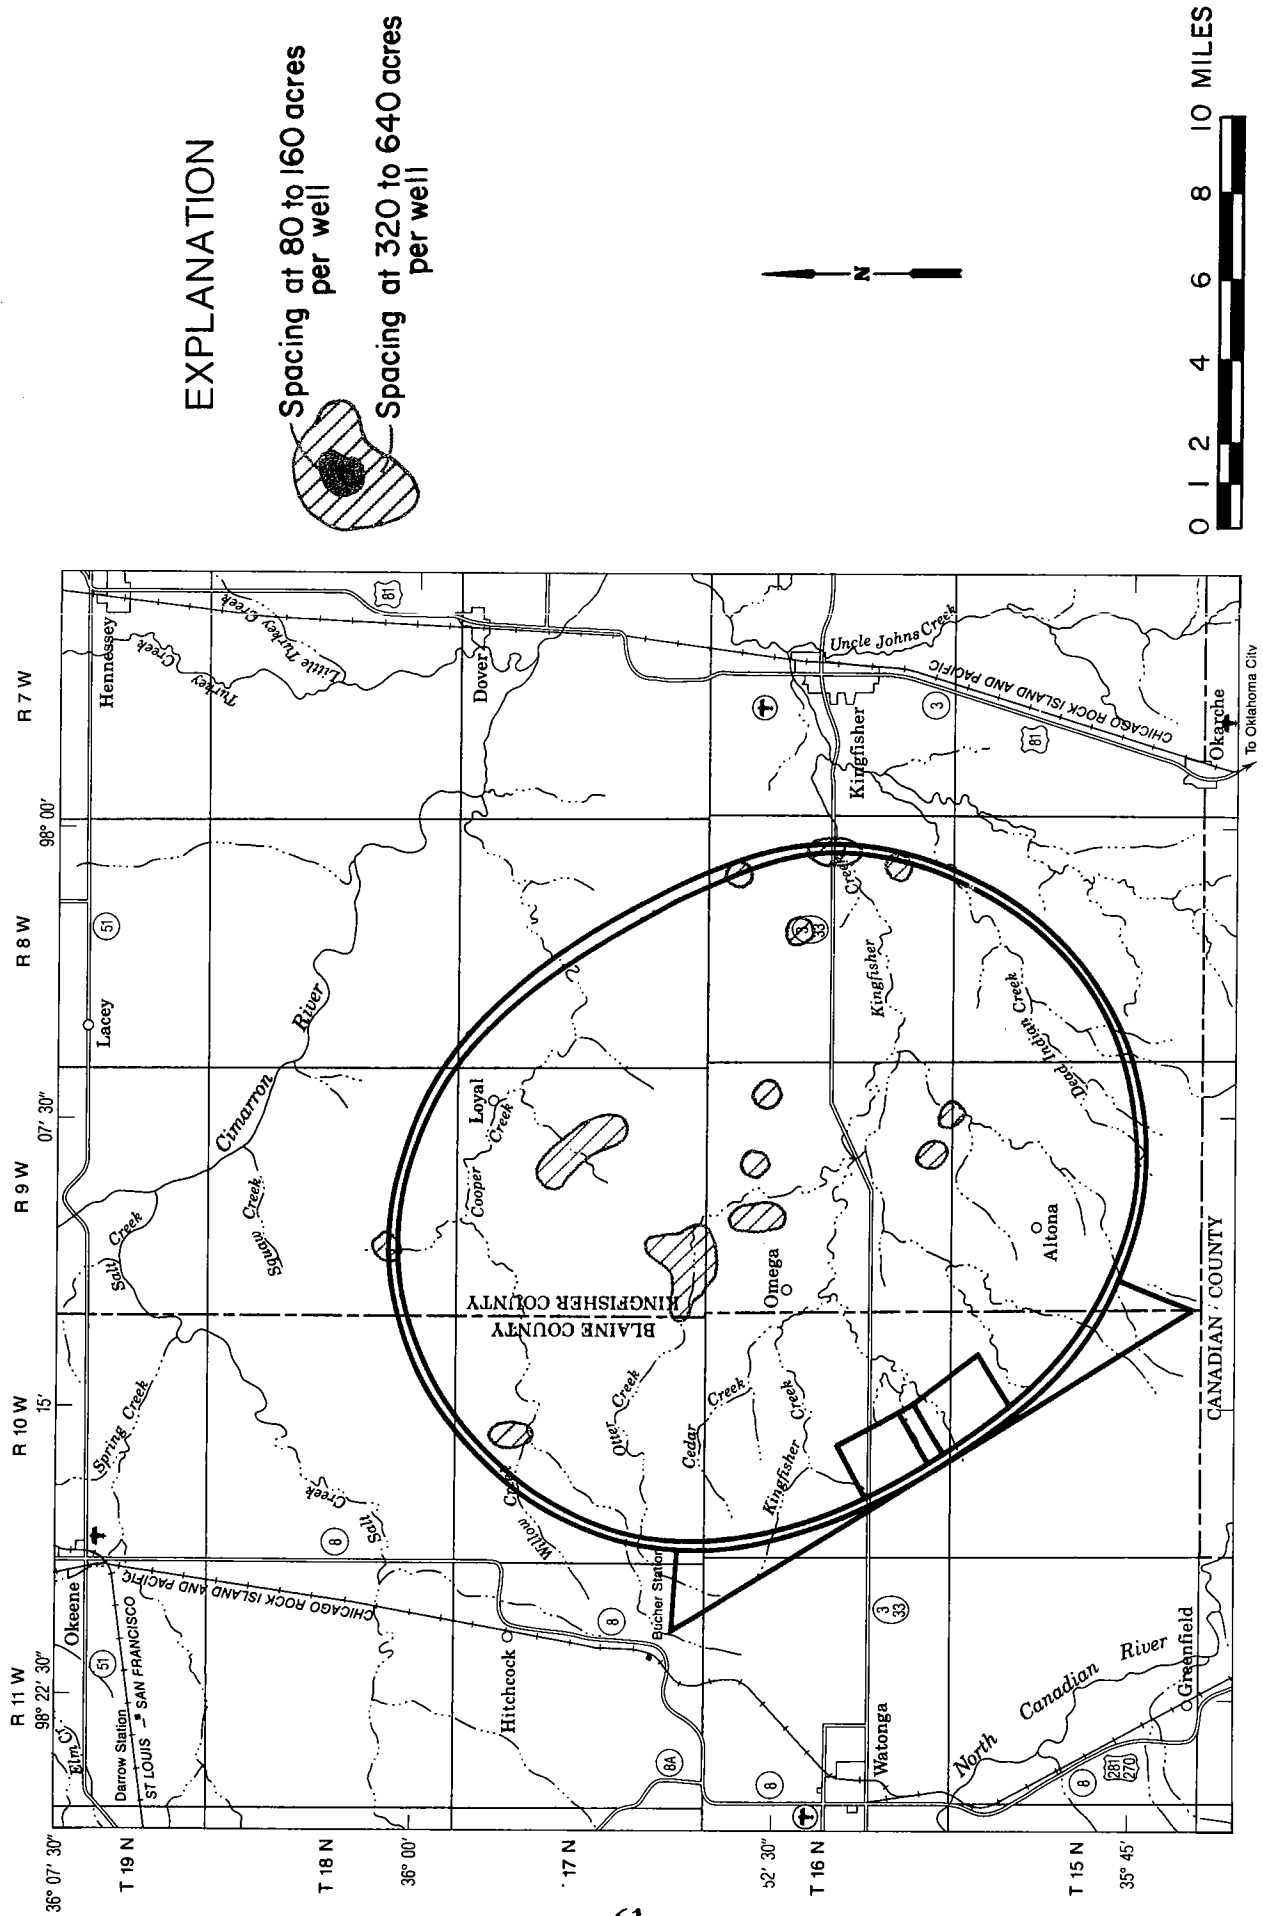 EXPLANATION
Spacing at 80 to 160 acres
per well
Spacing at 320 to 640 acres
per well
N
0 1 2 4 6 8 10 MILES
R 11 W
R 10 W
R 9 W
R 8 W
R 7 W
98° 22' 30"
15'
07' 30"
98° 00'
36° 07' 30"
T 19 N
T 18 N
36° 00'
17 N
52' 30"
T 16 N
T 15 N
35° 45'
Elm Cr
Okeene
51
Darrow Station
ST LOUIS – SAN FRANCISCO
CHICAGO ROCK ISLAND AND PACIFIC
8
Spring Creek
Salt Creek
Salt Creek
Squaw Creek
Cimarron River
Lacey
51
Hennessey
Turkey Creek
Little Turkey Creek
81
Dover
Hitchcock
8
Bucher Station
8A
Willow Creek
Otter Creek
Cedar Creek
Kingfisher Creek
BLAINE COUNTY
KINGFISHER COUNTY
Cooper Creek
Loyal
Omega
Altona
3
33
Kingfisher Creek
Dead Indian Creek
Kingfisher
Uncle Johns Creek
3
81
CHICAGO ROCK ISLAND AND PACIFIC
Okarche
To Oklahoma City
Watonga
8
3
33
North Canadian River
Greenfield
8
281
270
CANADIAN COUNTY
61